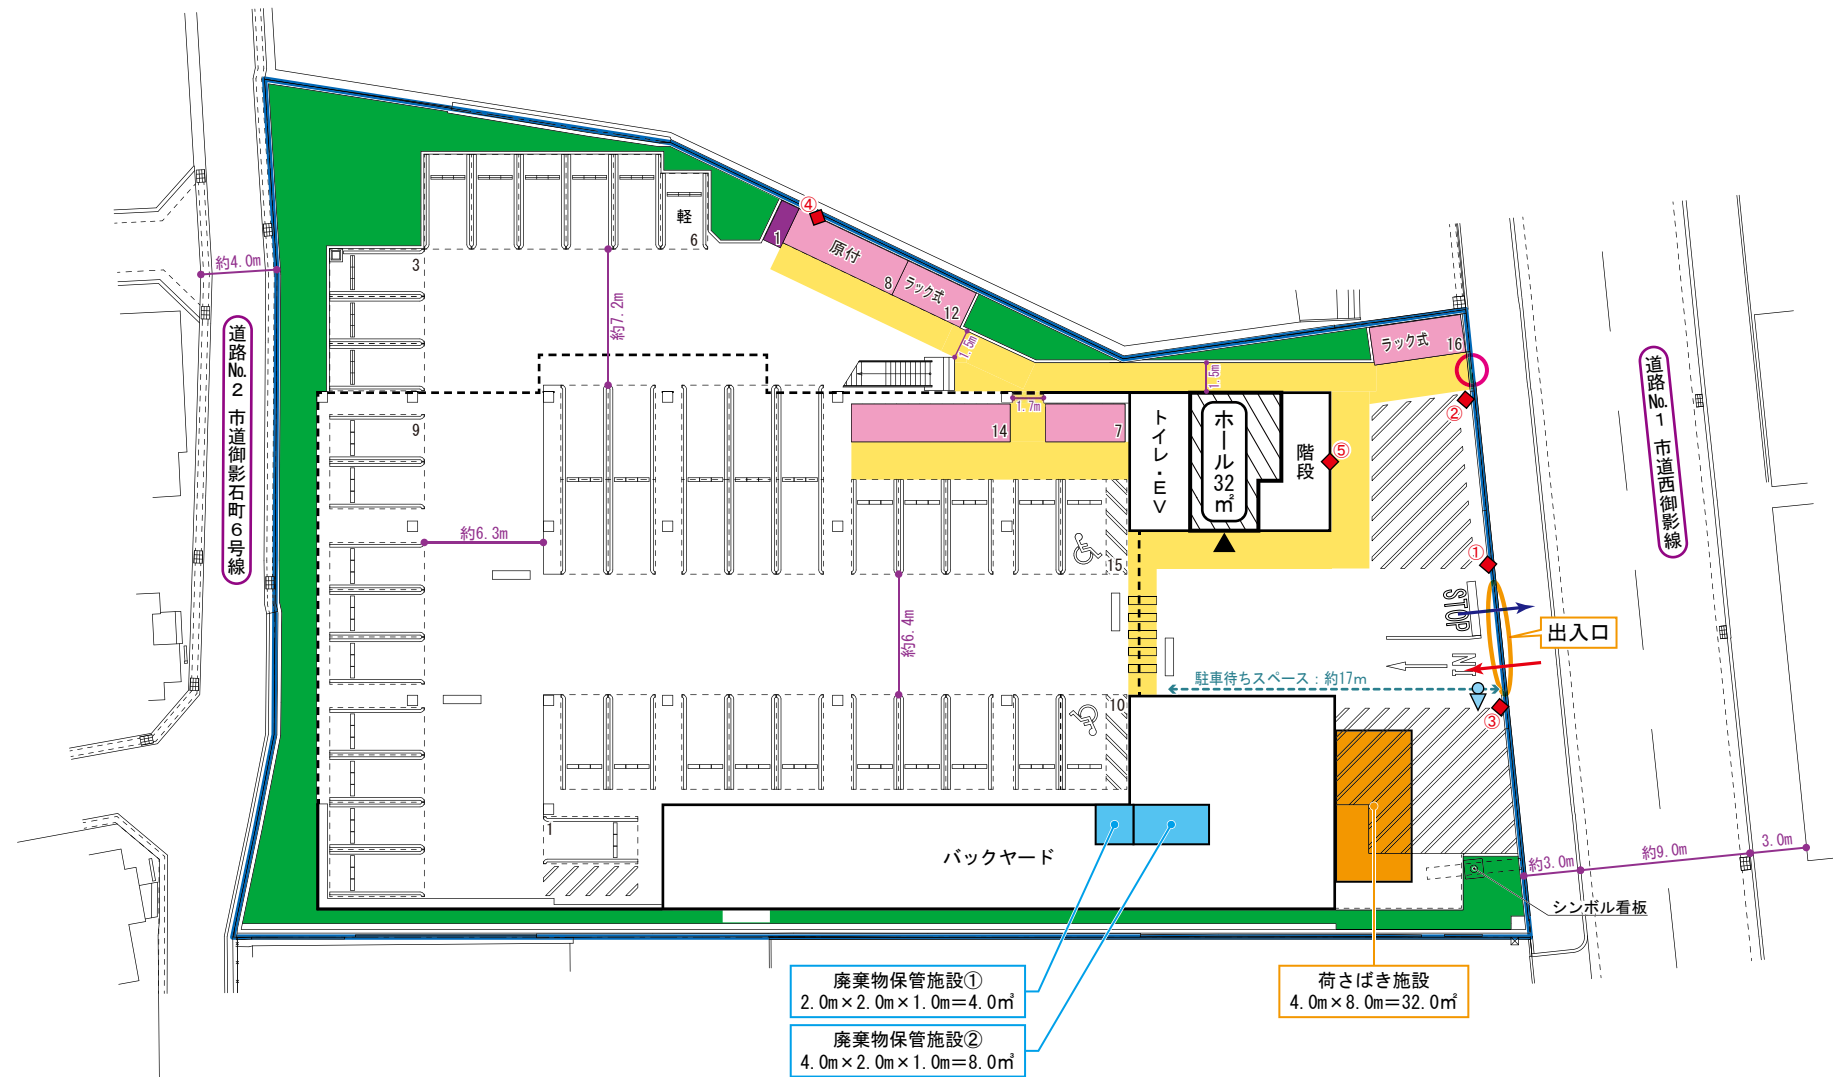 ④
軽
6
1
原付
8
ラック式
12
3
約4.0m
約7.2m
1.5m
1.5m
ラック式
16
道路No.2 市道御影石町6号線
道路No.1 市道西御影線
9
14
1.7m
7
トイレ・EV
ホール
32㎡
階段
②
⑤
約6.3m
15
①
STOP
出入口
約6.4m
IN
駐車待ちスペース：約17m
10
③
1
バックヤード
約3.0m
約9.0m
3.0m
シンボル看板
廃棄物保管施設①
2.0m×2.0m×1.0m＝4.0㎥
廃棄物保管施設②
4.0m×2.0m×1.0m＝8.0㎥
荷さばき施設
4.0m×8.0m＝32.0㎡